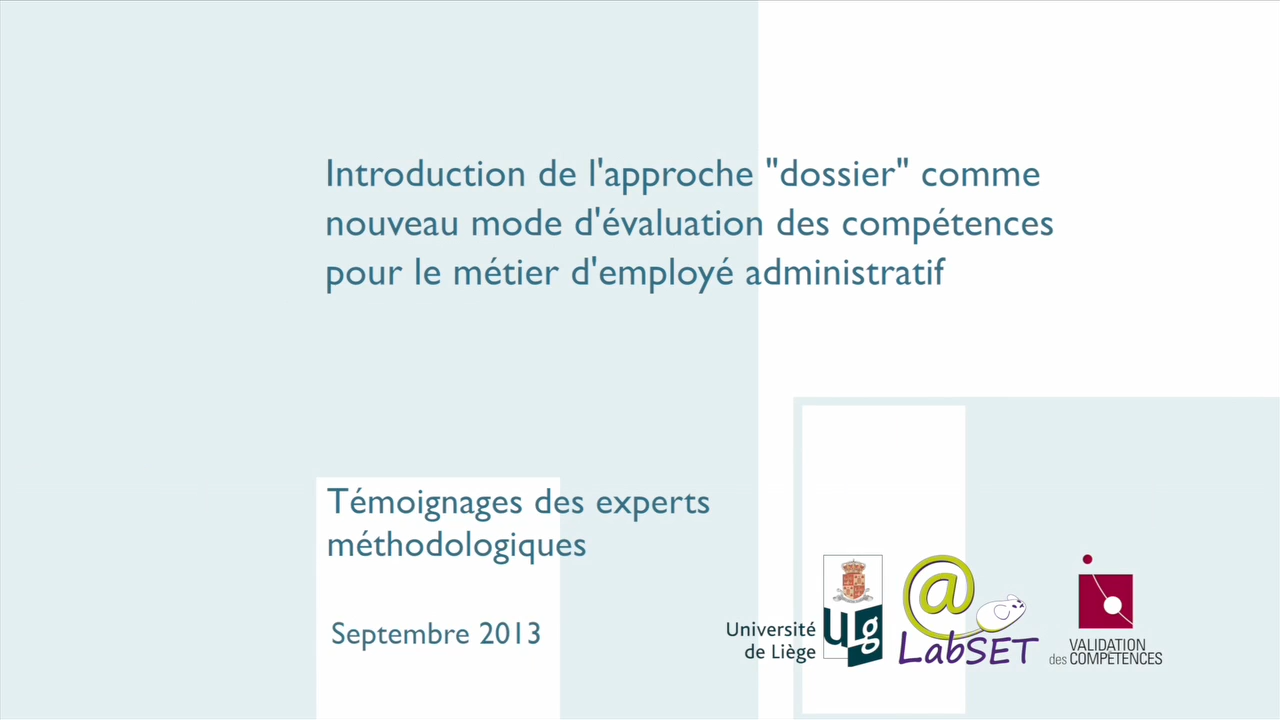 Introduction de l'approche "dossier" comme
nouveau mode d'évaluation des compétences
pour le métier d'employé administratif
Témoignages des experts
méthodologiques
Septembre 2013
Université
de Liège
ULg
@
LabSET
VALIDATION
des COMPÉTENCES